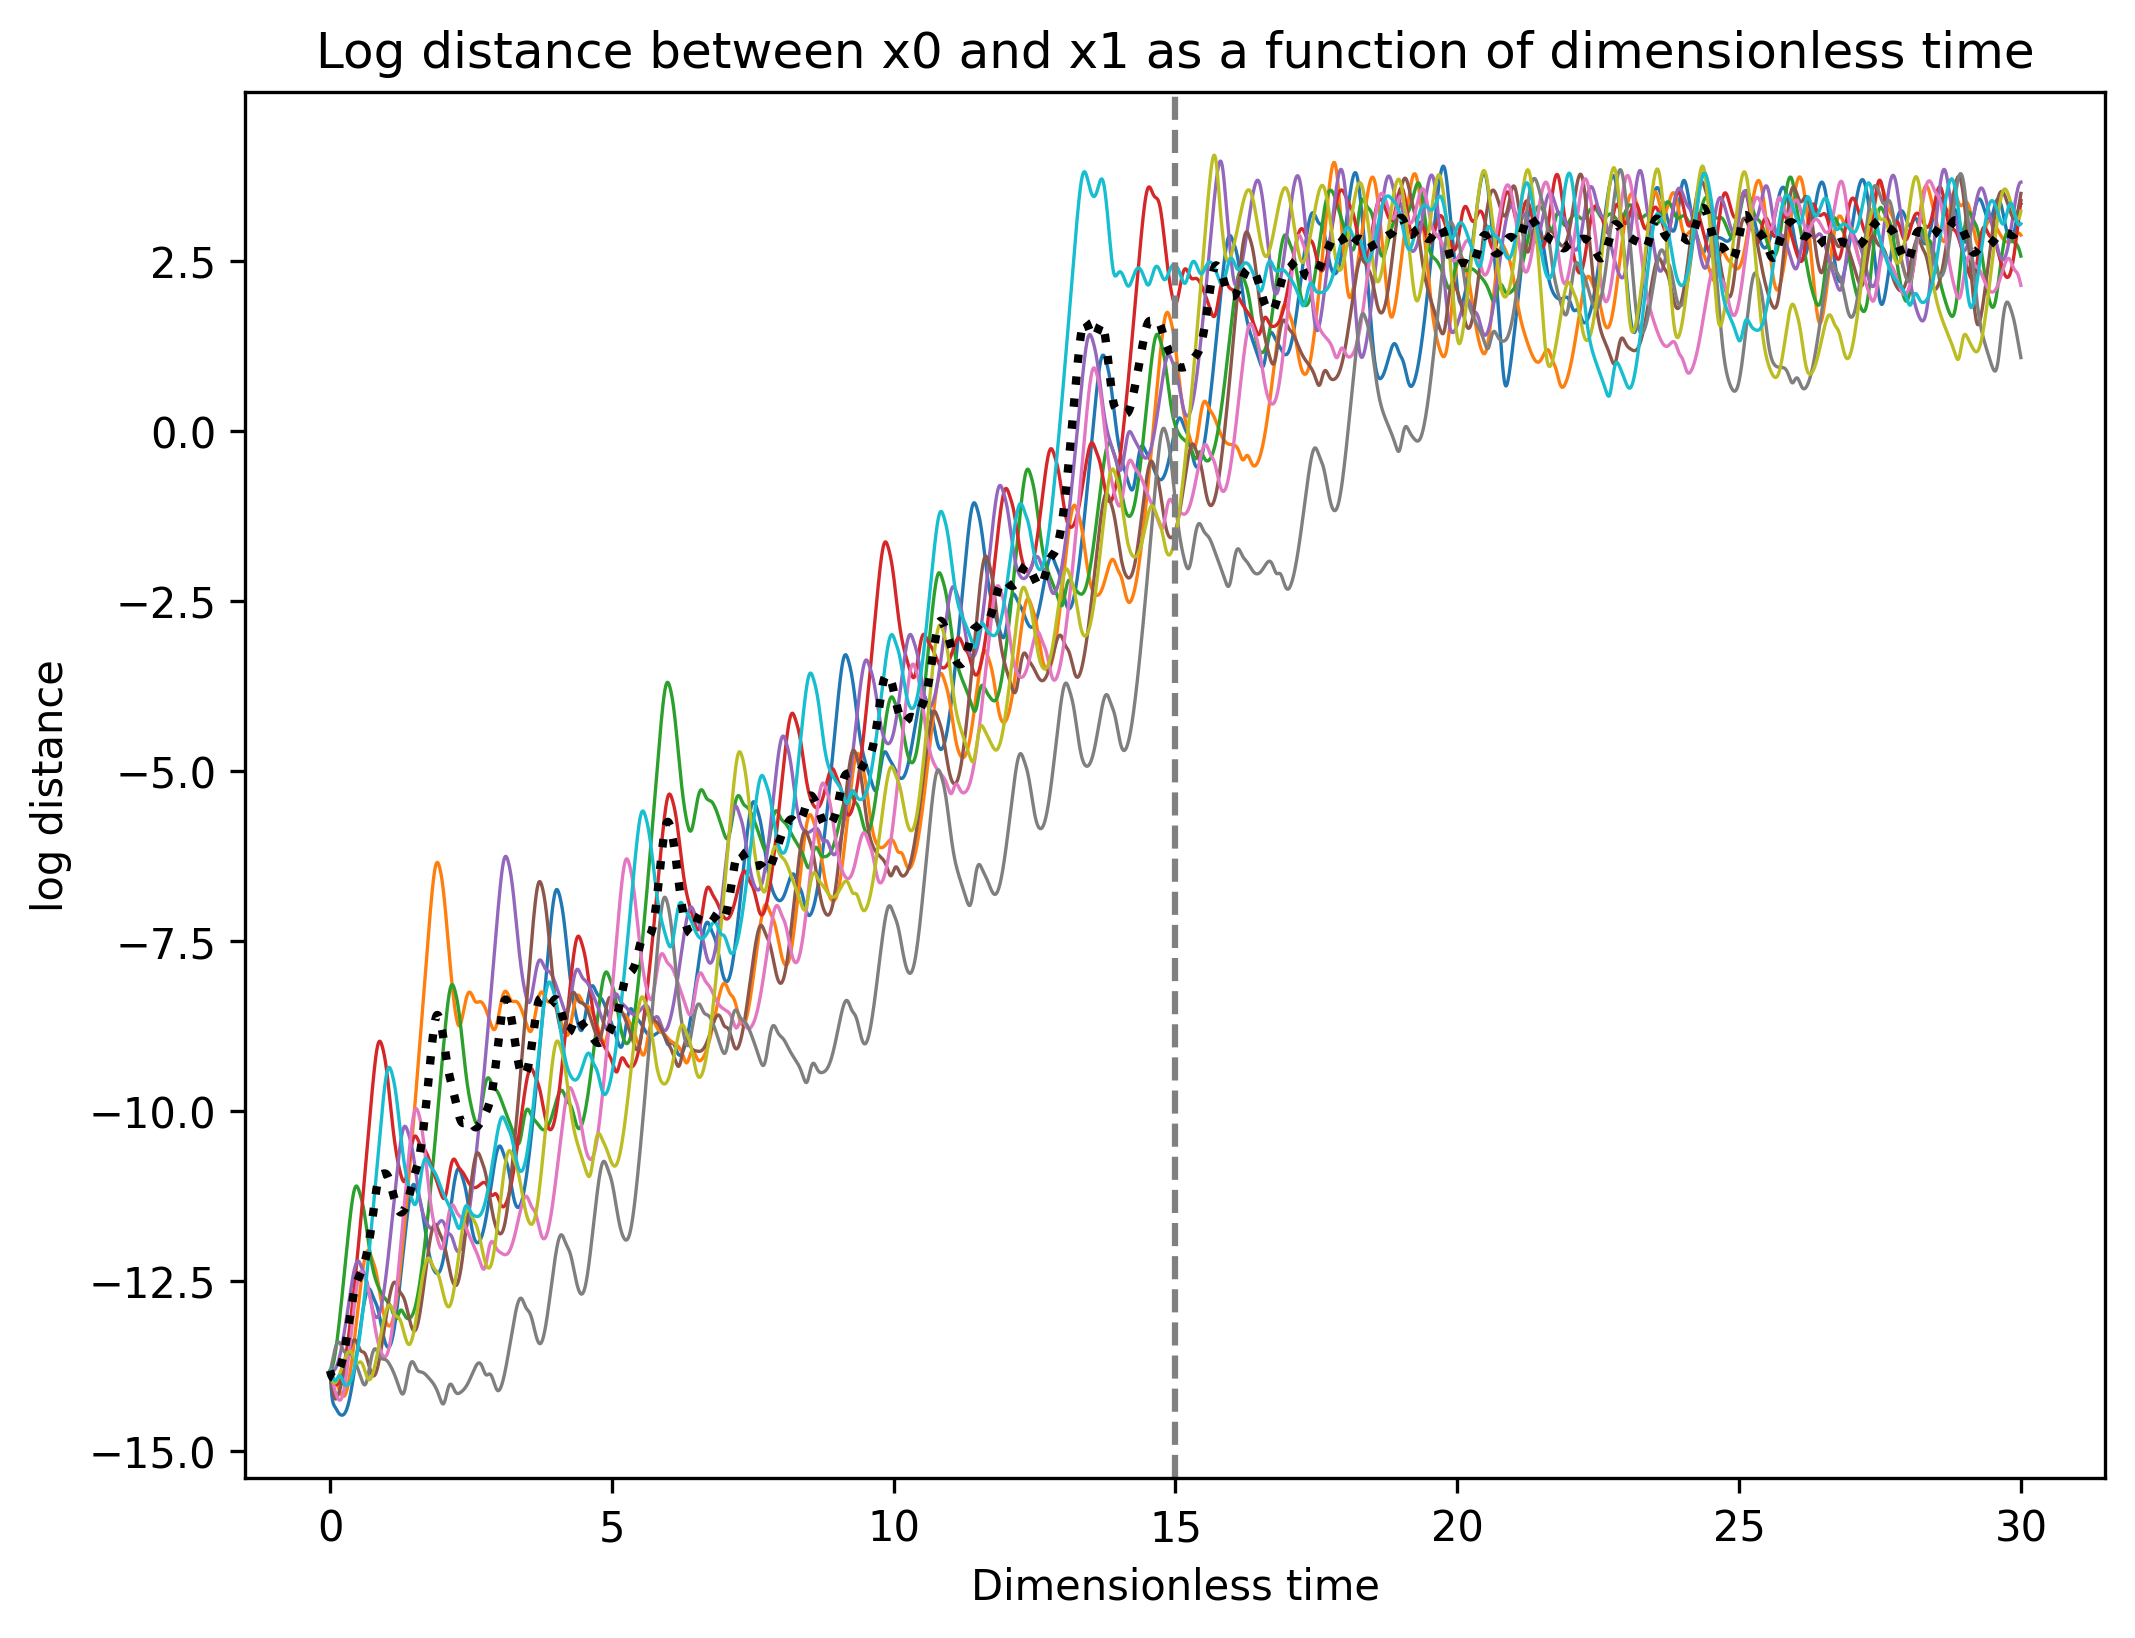 Log distance between x0 and x1 as a function of dimensionless time
log distance
2.5
0.0
−2.5
−5.0
−7.5
−10.0
−12.5
−15.0
0 5 10 15 20 25 30
Dimensionless time